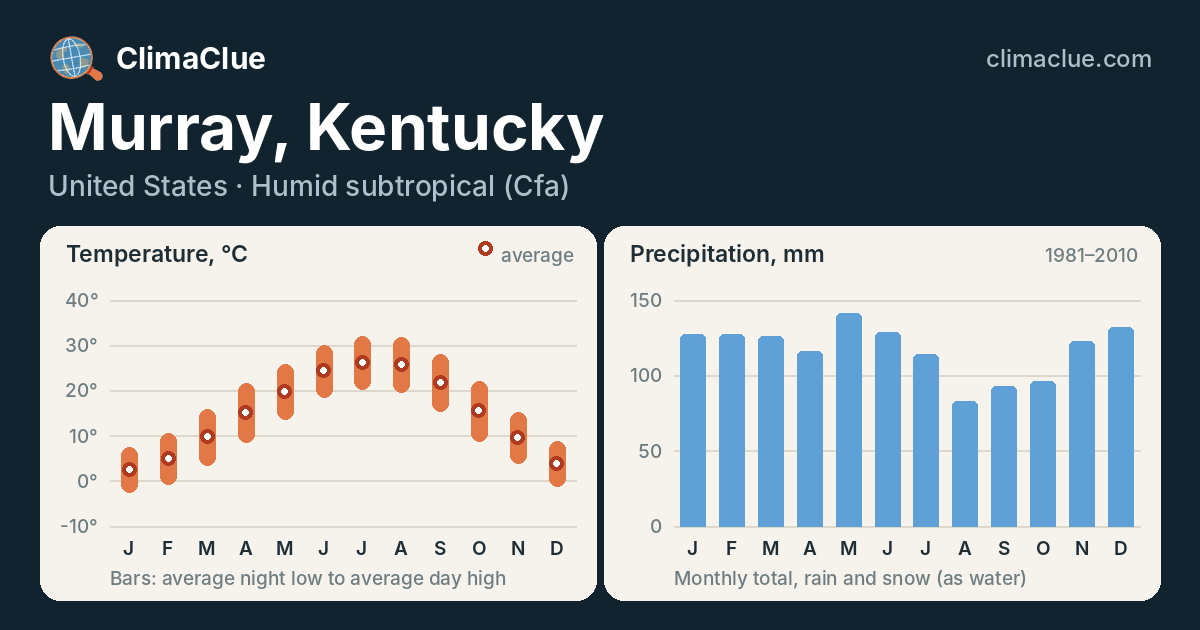 ClimaClue
climaclue.com
Murray, Kentucky
United States · Humid subtropical (Cfa)
Temperature, °C
average
40°
30°
20°
10°
0°
-10°
J F M A M J J A S O N D
Bars: average night low to average day high
Precipitation, mm
1981–2010
150
100
50
0
J F M A M J J A S O N D
Monthly total, rain and snow (as water)